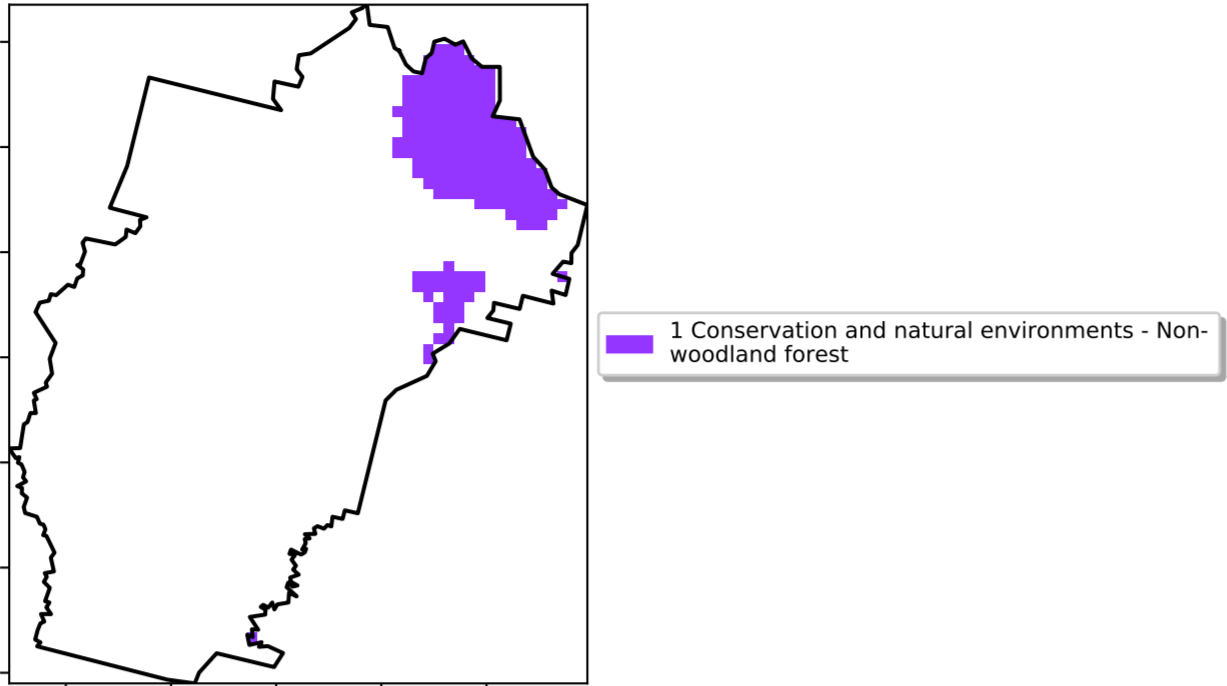 1 Conservation and natural environments - Non-
woodland forest